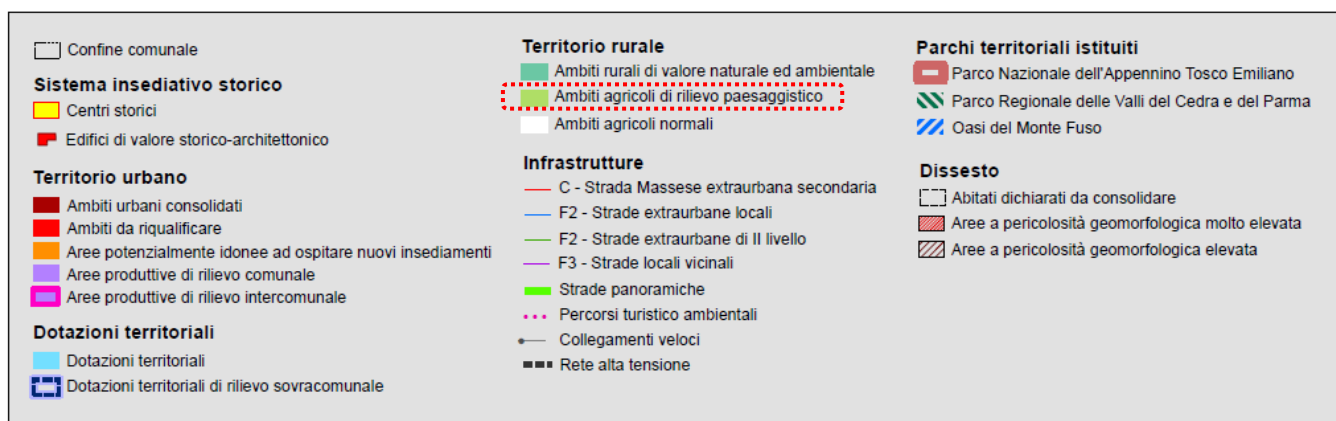 Confine comunale
Sistema insediativo storico
Centri storici
Edifici di valore storico-architettonico
Territorio urbano
Ambiti urbani consolidati
Ambiti da riqualificare
Aree potenzialmente idonee ad ospitare nuovi insediamenti
Aree produttive di rilievo comunale
Aree produttive di rilievo intercomunale
Dotazioni territoriali
Dotazioni territoriali
Dotazioni territoriali di rilievo sovracomunale
Territorio rurale
Ambiti rurali di valore naturale ed ambientale
Ambiti agricoli di rilievo paesaggistico
Ambiti agricoli normali
Infrastrutture
C - Strada Massese extraurbana secondaria
F2 - Strade extraurbane locali
F2 - Strade extraurbane di II livello
F3 - Strade locali vicinali
Strade panoramiche
Percorsi turistico ambientali
Collegamenti veloci
Rete alta tensione
Parchi territoriali istituiti
Parco Nazionale dell'Appennino Tosco Emiliano
Parco Regionale delle Valli del Cedra e del Parma
Oasi del Monte Fuso
Dissesto
Abitati dichiarati da consolidare
Aree a pericolosità geomorfologica molto elevata
Aree a pericolosità geomorfologica elevata